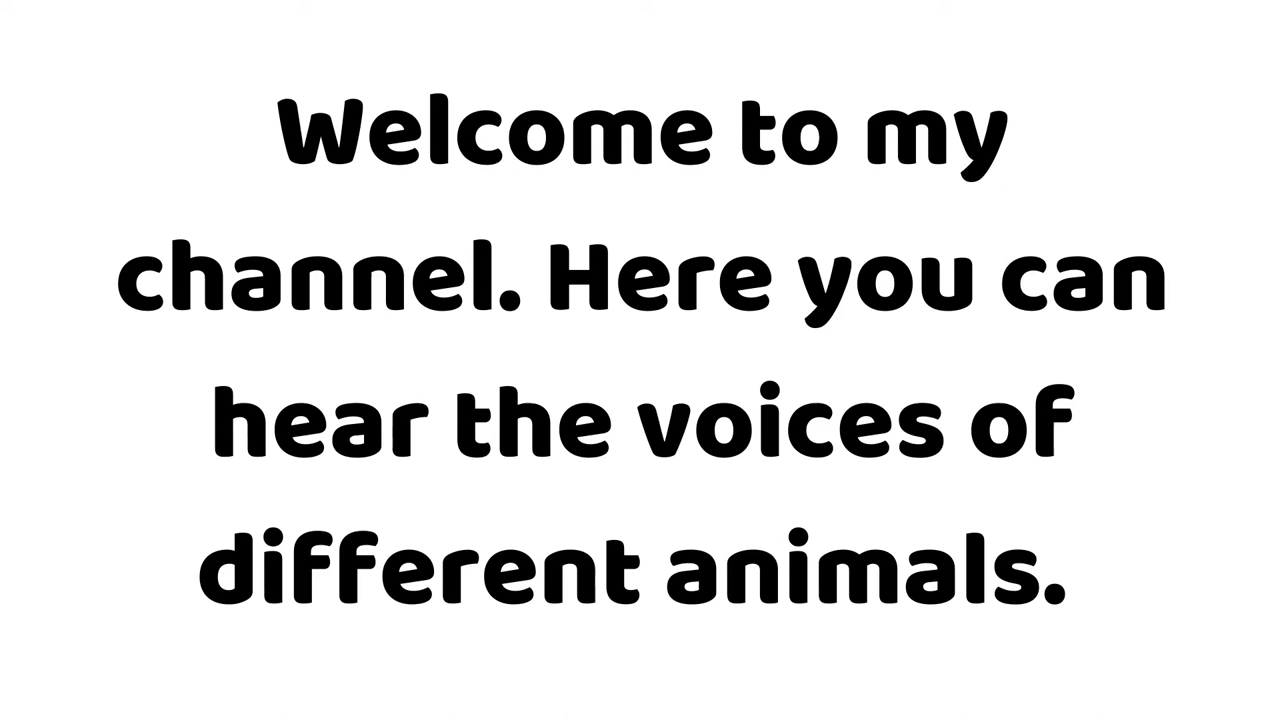 Welcome to my
channel. Here you can
hear the voices of
different animals.